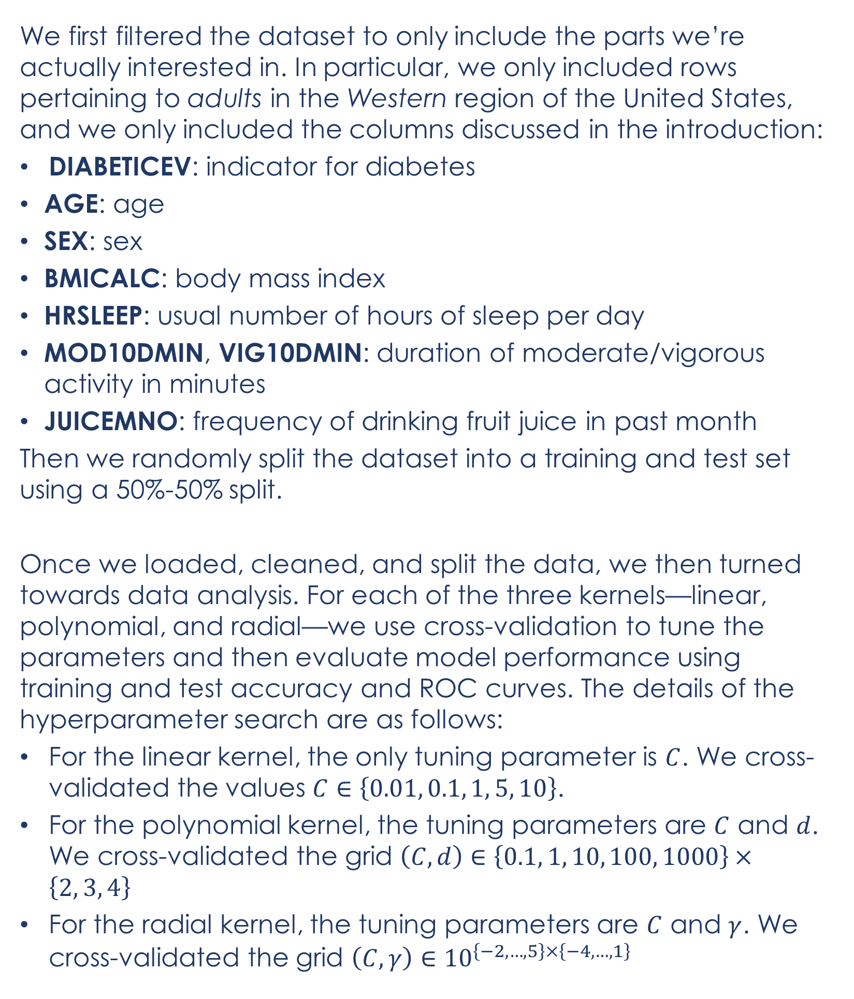 We first filtered the dataset to only include the parts we’re
actually interested in. In particular, we only included rows
pertaining to adults in the Western region of the United States,
and we only included the columns discussed in the introduction:
• DIABETICEV: indicator for diabetes
• AGE: age
• SEX: sex
• BMICALC: body mass index
• HRSLEEP: usual number of hours of sleep per day
• MOD10DMIN, VIG10DMIN: duration of moderate/vigorous
activity in minutes
• JUICEMNO: frequency of drinking fruit juice in past month
Then we randomly split the dataset into a training and test set
using a 50%-50% split.
Once we loaded, cleaned, and split the data, we then turned
towards data analysis. For each of the three kernels—linear,
polynomial, and radial—we use cross-validation to tune the
parameters and then evaluate model performance using
training and test accuracy and ROC curves. The details of the
hyperparameter search are as follows:
• For the linear kernel, the only tuning parameter is 𝐶. We cross-
validated the values 𝐶 ∈ {0.01, 0.1, 1, 5, 10}.
• For the polynomial kernel, the tuning parameters are 𝐶 and 𝑑.
We cross-validated the grid (𝐶, 𝑑) ∈ {0.1, 1, 10, 100, 1000} ×
{2, 3, 4}
• For the radial kernel, the tuning parameters are 𝐶 and 𝛾. We
cross-validated the grid (𝐶, 𝛾) ∈ 10^{−2,…,5}×{−4,…,1}